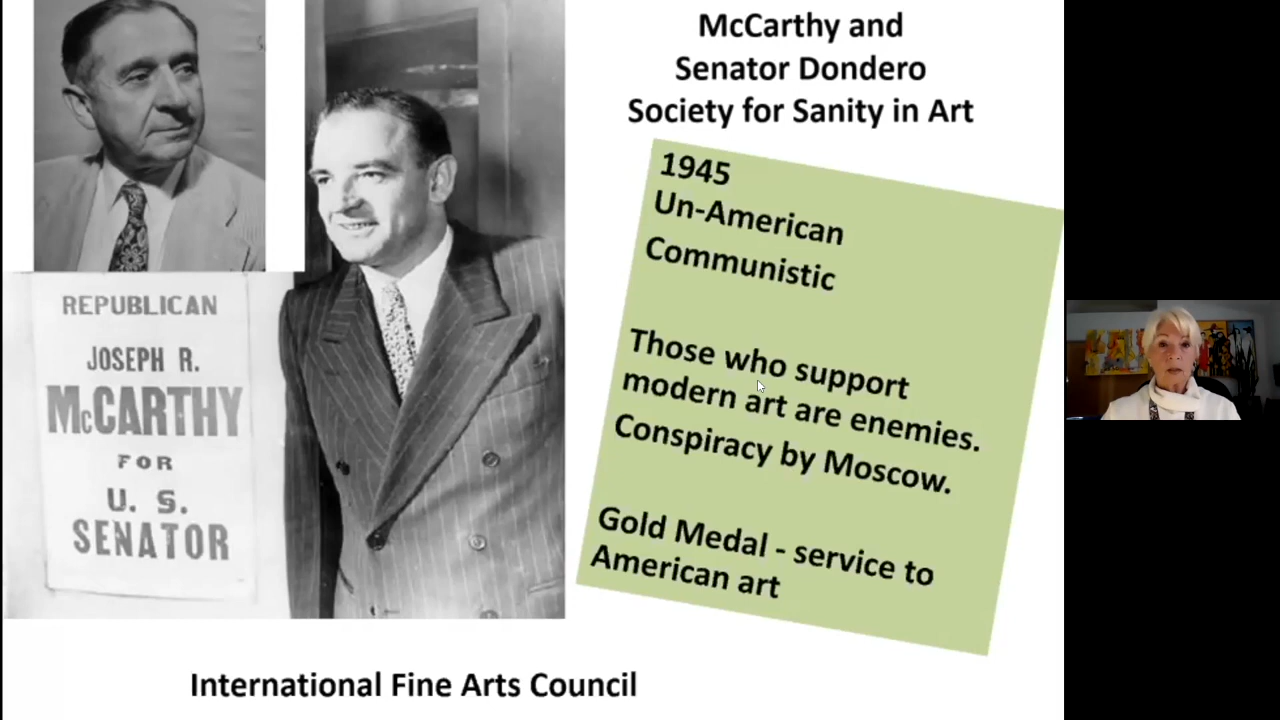 McCarthy and
Senator Dondero
Society for Sanity in Art
1945
Un-American
Communistic
Those who support
modern art are enemies.
Conspiracy by Moscow.
Gold Medal - service to
American art
REPUBLICAN
JOSEPH R.
McCARTHY
FOR
U. S.
SENATOR
International Fine Arts Council